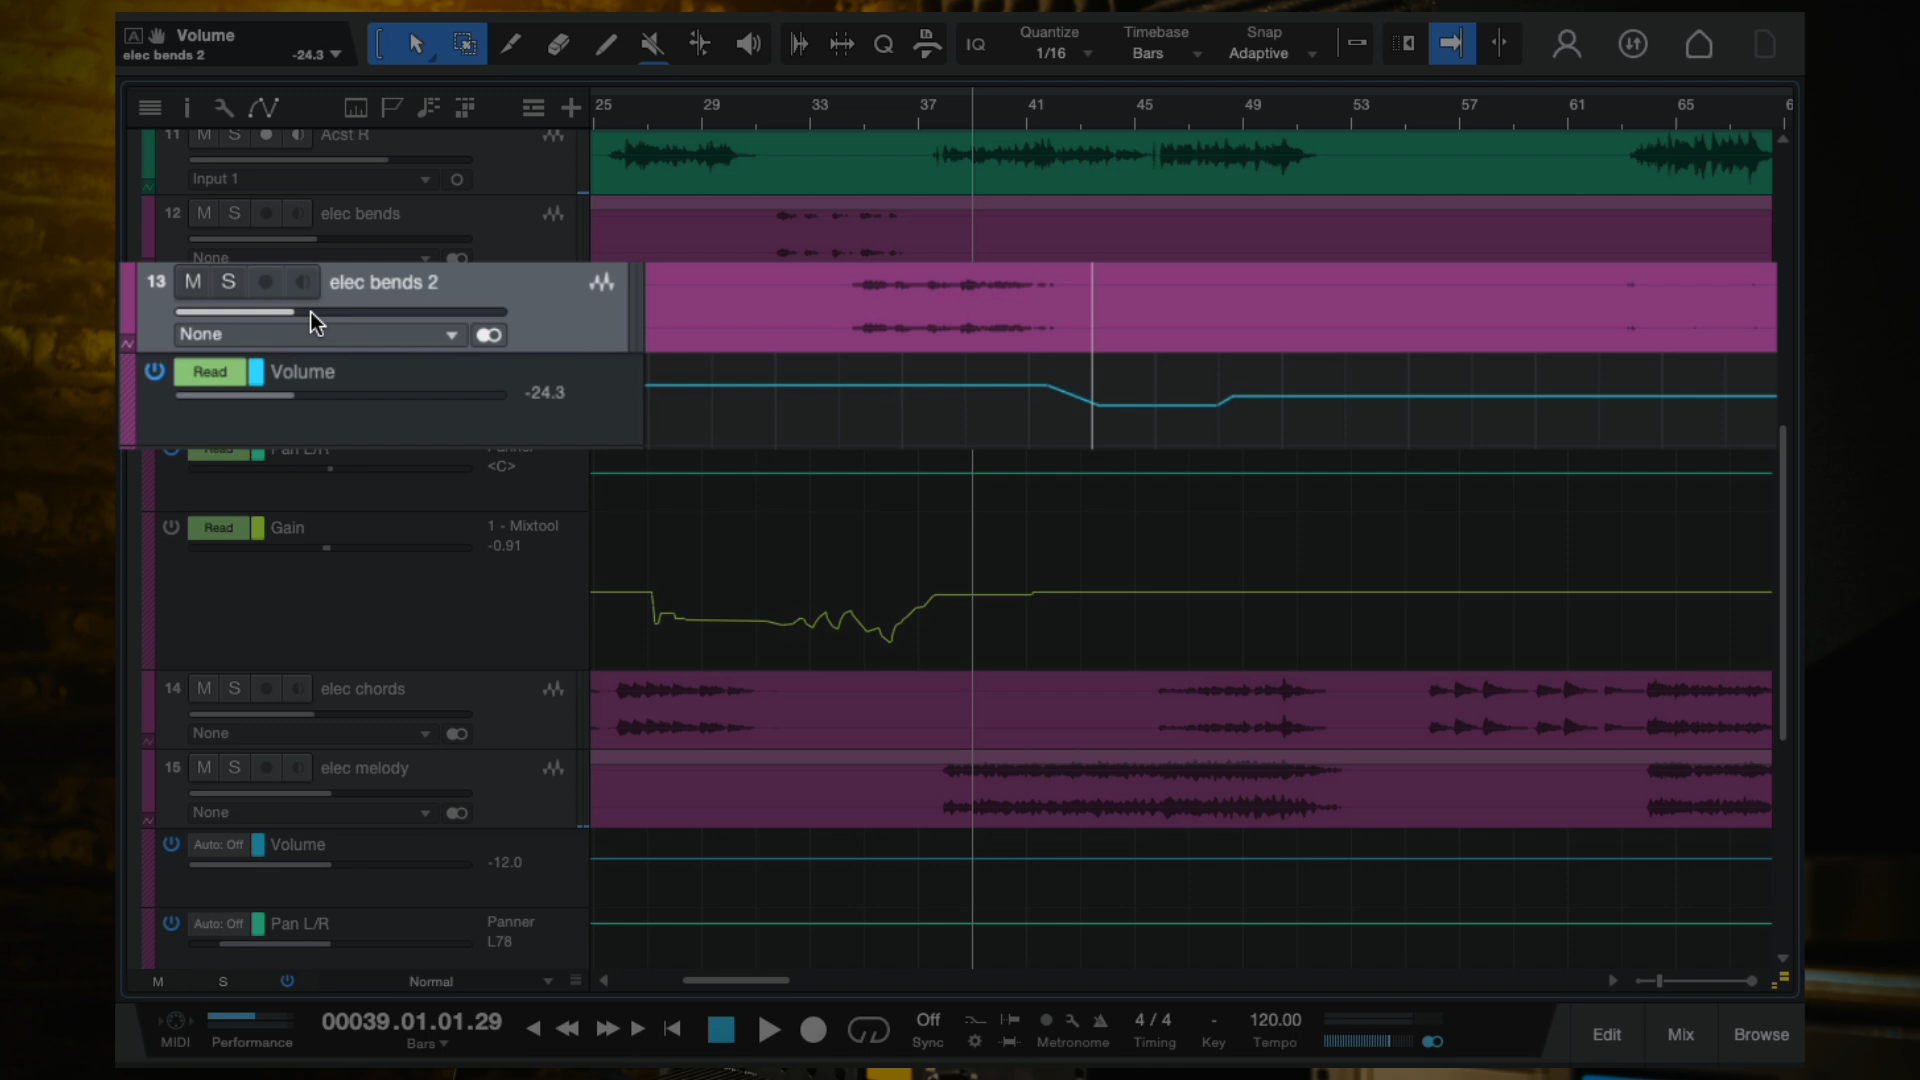 A Volume
elec bends 2 -24.3
IQ
Quantize
1/16
Timebase
Bars
Snap
Adaptive
25 29 33 37 41 45 49 53 57 61 65 6
11 M S Acst R
Input 1
12 M S elec bends
None
13 M S elec bends 2
None
Read Volume
-24.3
Read Pan L/R Panner
<C>
Read Gain 1 - Mixtool
-0.91
14 M S elec chords
None
15 M S elec melody
None
Auto: Off Volume
-12.0
Auto: Off Pan L/R Panner
L78
M S Normal
MIDI
Performance
00039.01.01.29
Bars
Off
Sync
Metronome
4 / 4
Timing
-
Key
120.00
Tempo
Edit Mix Browse